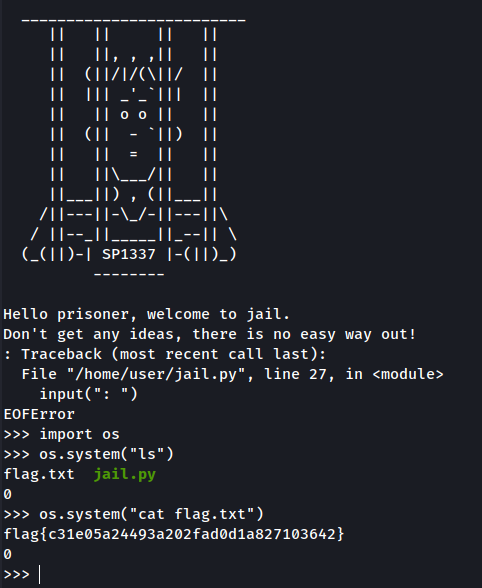 __________________________
     ||   ||     ||   ||
     ||   ||, , ,||   ||
     ||  (||/|/(\||/  ||
     ||  ||| _'_`|||  ||
     ||   || o o ||   ||
     ||  (||  - `||)  ||
     ||   ||  =  ||   ||
     ||   ||\___/||   ||
     ||___||) , (||___||
    /||---||-\_/-||---||\
   / ||--_||_____||_--|| \
  (_(||)-| SP1337 |-(||)_)
          --------
Hello prisoner, welcome to jail.
Don't get any ideas, there is no easy way out!
: Traceback (most recent call last):
  File "/home/user/jail.py", line 27, in <module>
    input(": ")
EOFError
>>> import os
>>> os.system("ls")
flag.txt  jail.py
0
>>> os.system("cat flag.txt")
flag{c31e05a24493a202fad0d1a827103642}
0
>>>